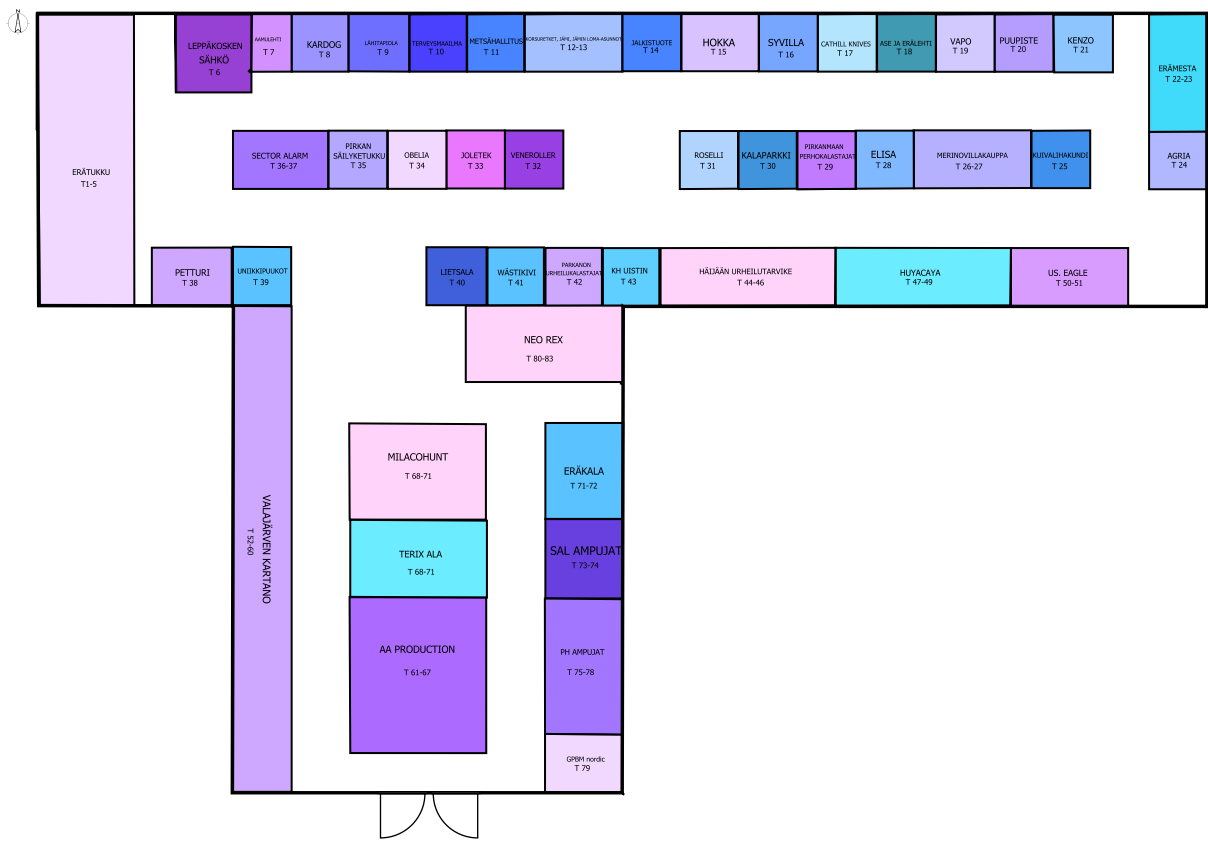 N
LEPPÄKOSKEN
SÄHKÖ
T 6
AAMULEHTI
T 7
KARDOG
T 8
LÄHITAPIOLA
T 9
TERVEYSMAAILMA
T 10
METSÄHALLITUS
T 11
KORSURETKET, JÄMI, JÄMIN LOMA-ASUNNOT
T 12-13
JALKISTUOTE
T 14
HOKKA
T 15
SYVILLA
T 16
CATHILL KNIVES
T 17
ASE JA ERÄLEHTI
T 18
VAPO
T 19
PUUPISTE
T 20
KENZO
T 21
ERÄMESTA
T 22-23
ERÄTUKKU
T1-5
SECTOR ALARM
T 36-37
PIRKAN
SÄILYKETUKKU
T 35
OBELIA
T 34
JOLETEK
T 33
VENEROLLER
T 32
ROSELLI
T 31
KALAPARKKI
T 30
PIRKANMAAN
PERHOKALASTAJAT
T 29
ELISA
T 28
MERINOVILLAKAUPPA
T 26-27
KUIVALIHAKUNDI
T 25
AGRIA
T 24
PETTURI
T 38
UNIIKKIPUUKOT
T 39
LIETSALA
T 40
WÄSTIKIVI
T 41
PARKANON
URHEILUKALASTAJAT
T 42
KH UISTIN
T 43
HÄIJÄÄN URHEILUTARVIKE
T 44-46
HUYACAYA
T 47-49
US. EAGLE
T 50-51
NEO REX
T 80-83
MILACOHUNT
T 68-71
ERÄKALA
T 71-72
VALAJÄRVEN KARTANO
T 52-60
TERIX ALA
T 68-71
SAL AMPUJAT
T 73-74
AA PRODUCTION
T 61-67
PH AMPUJAT
T 75-78
GPBM nordic
T 79